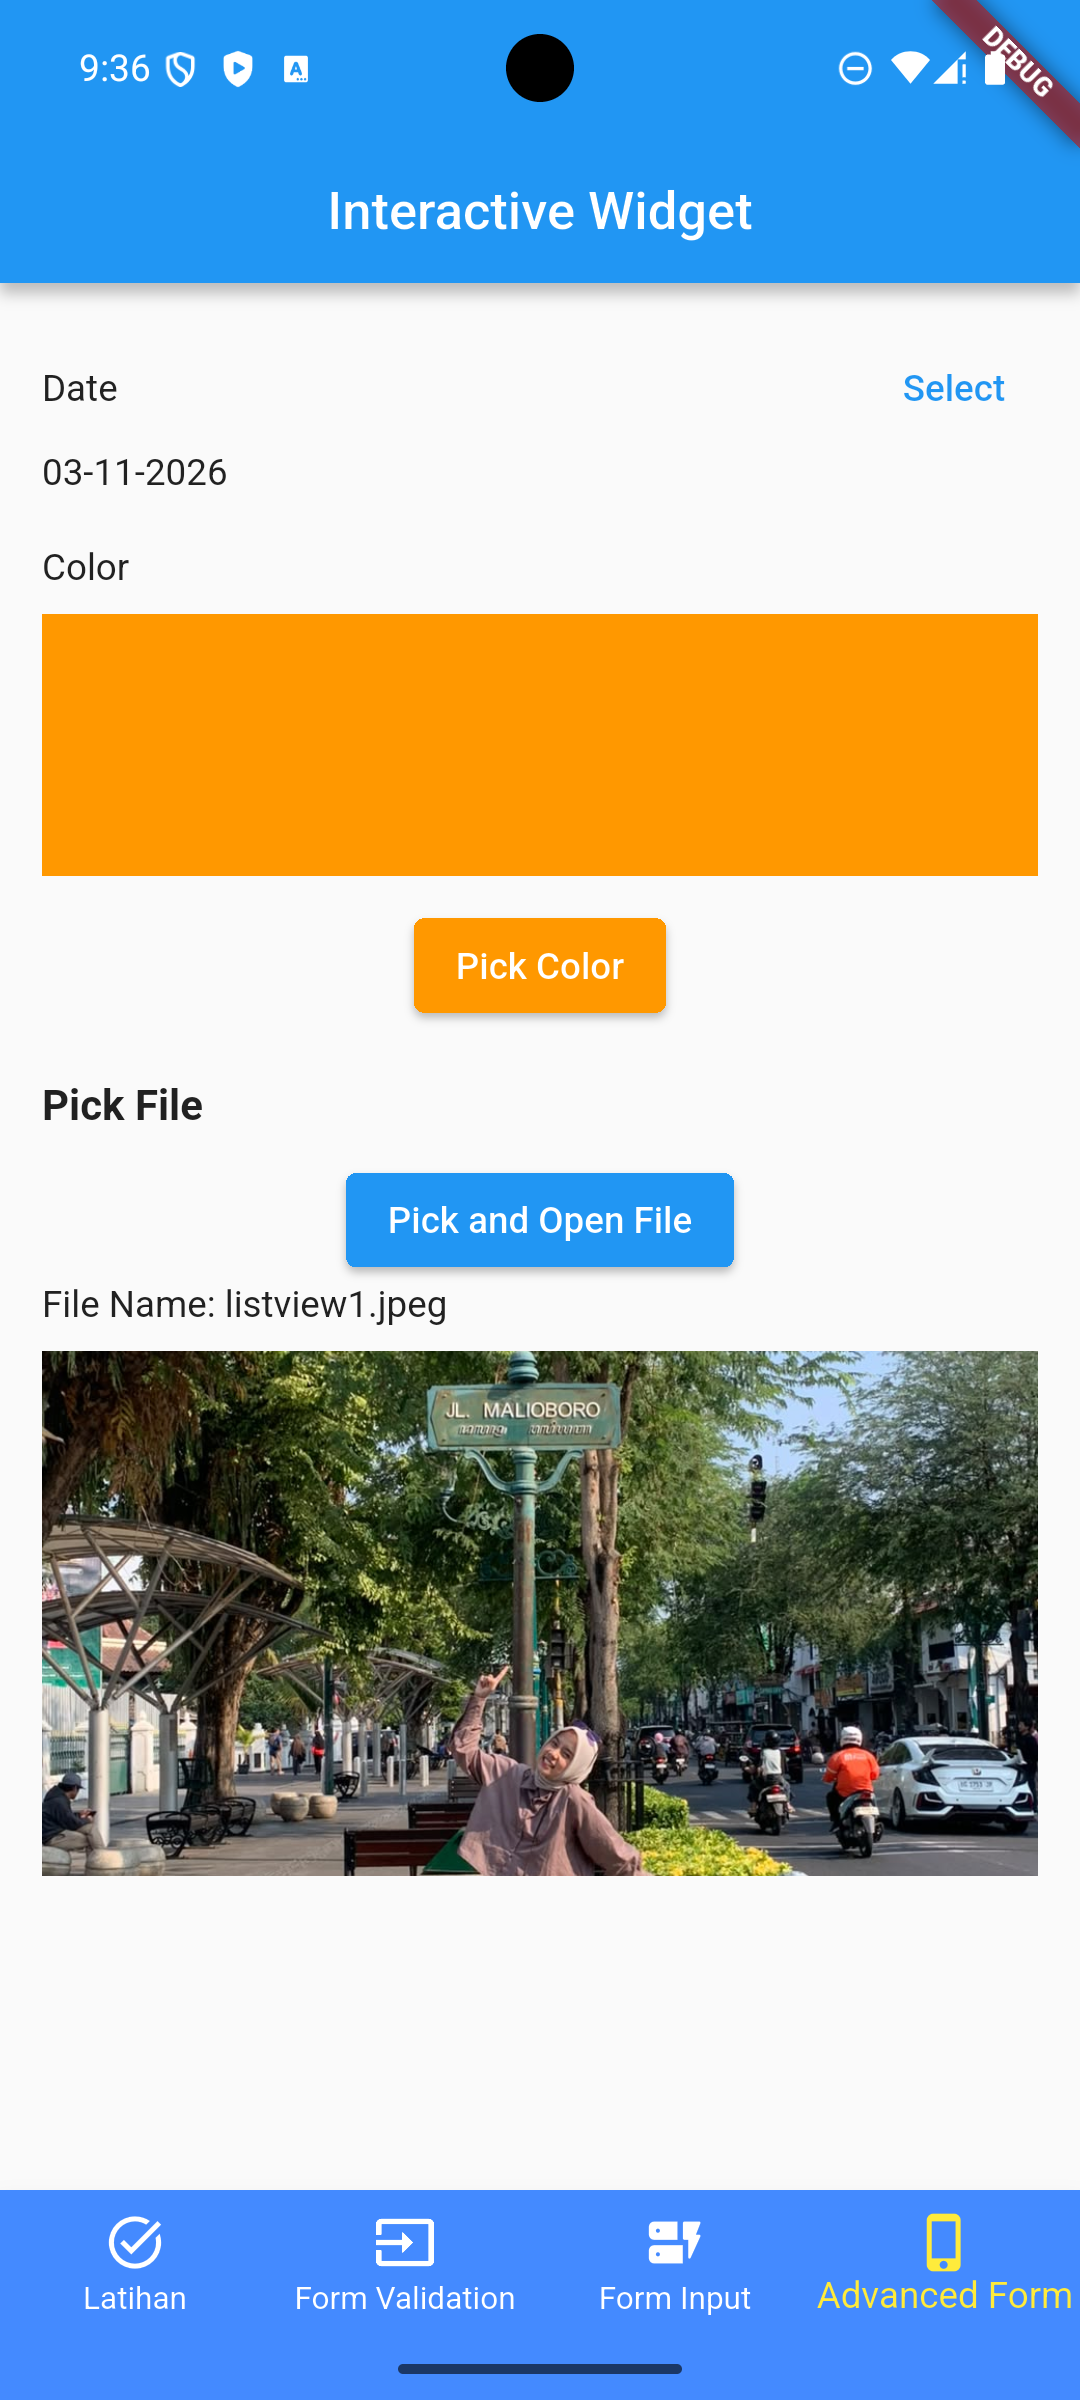 9:36
DEBUG
Interactive Widget
Date
Select
03-11-2026
Color
Pick Color
Pick File
Pick and Open File
File Name: listview1.jpeg
JL. MALIOBORO
Latihan
Form Validation
Form Input
Advanced Form